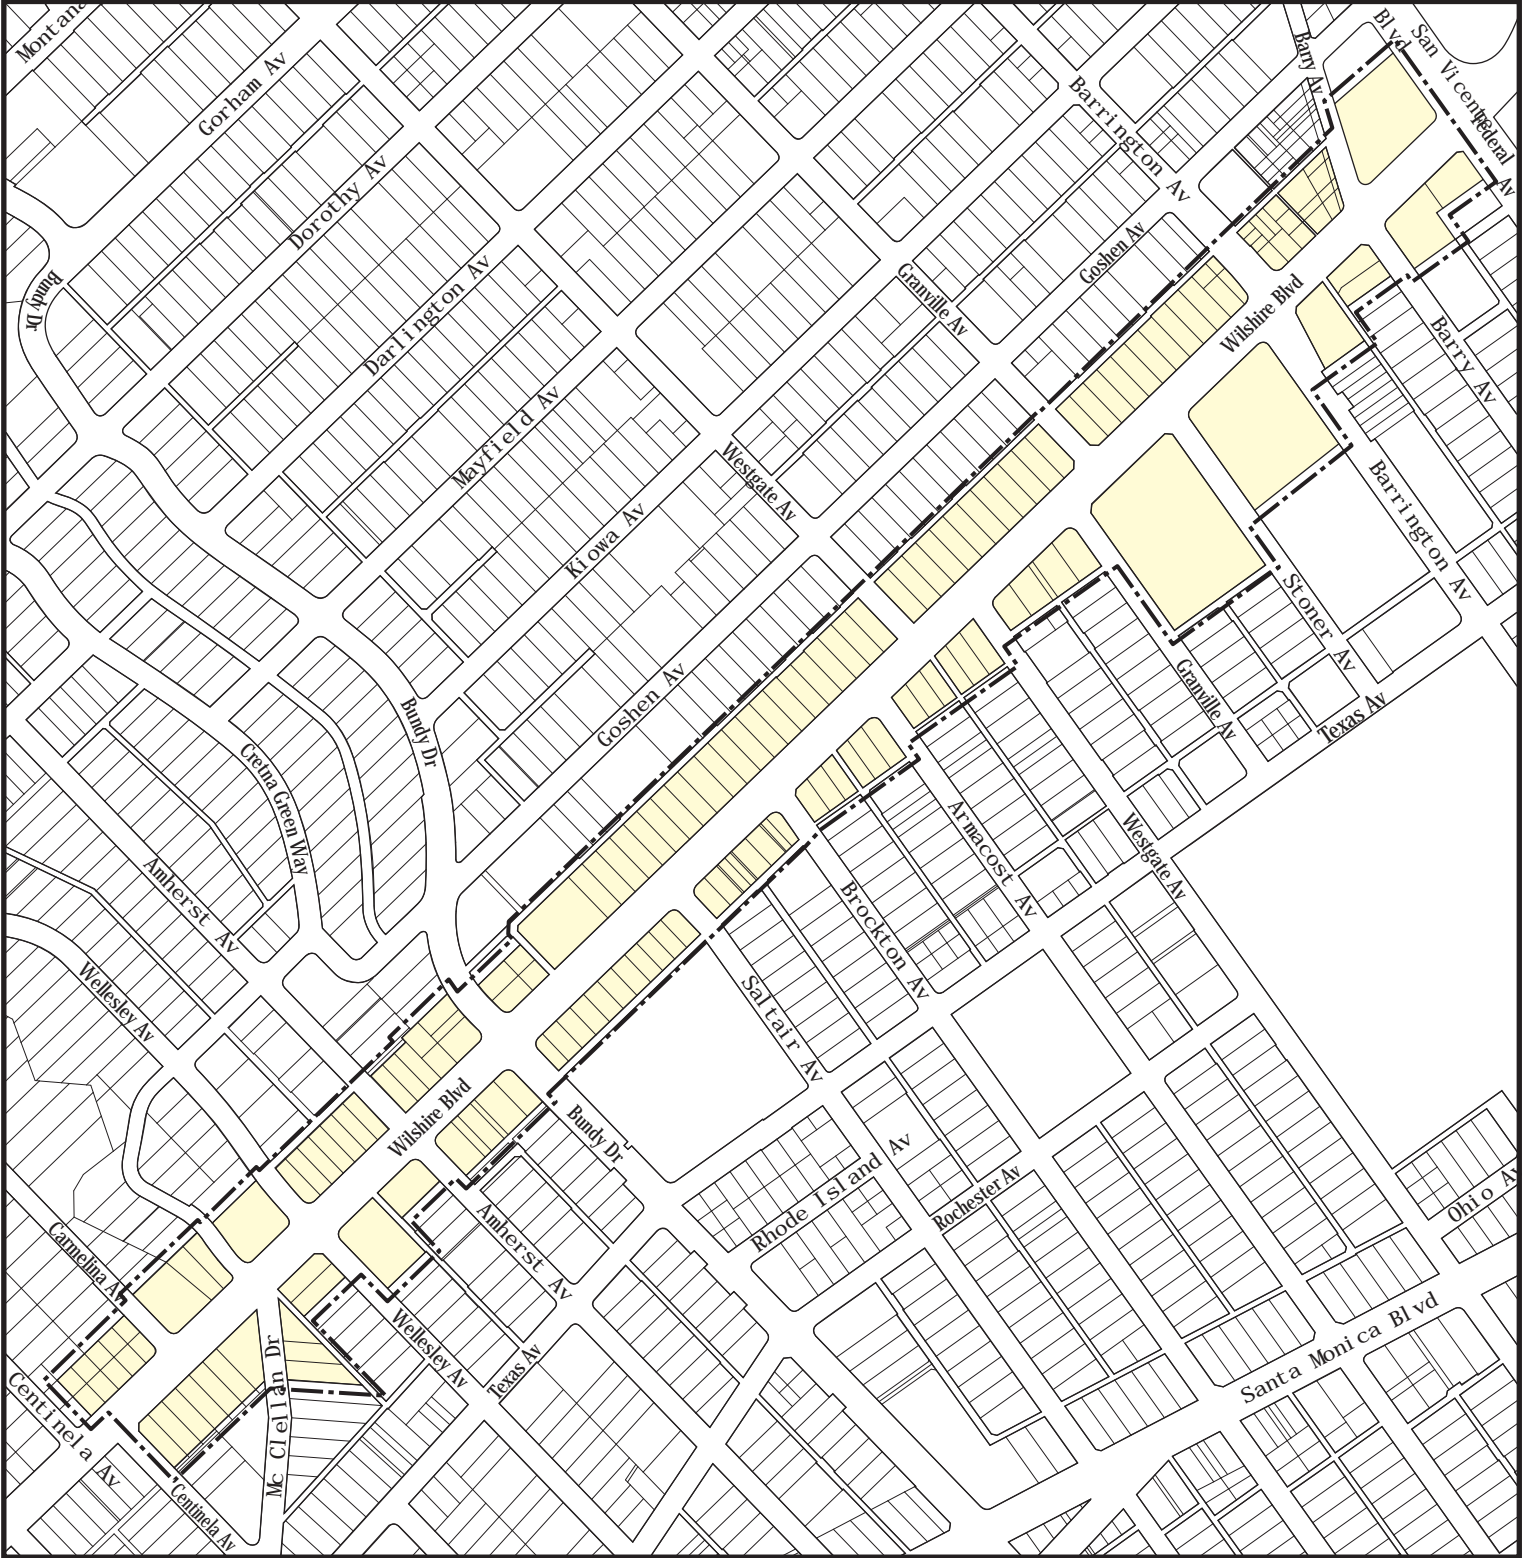 Montana
Gorham Av
Dorothy Av
Darlington Av
Mayfield Av
Kiowa Av
Goshen Av
Bundy Dr
Barry Av
Blvd
San Vicente
Federal
Av
Barrington Av
Goshen Av
Granville Av
Westgate Av
Wilshire Blvd
Barry Av
Barrington Av
Stoner Av
Granville Av
Texas Av
Bundy Dr
Cretna Green Way
Amherst Av
Wellesley Av
Armacost Av
Westgate Av
Brockton Av
Saltair Av
Wilshire Blvd
Bundy Dr
Rhode Island Av
Rochester Av
Ohio Av
Carmelina Av
Amherst Av
Wellesley Av
Texas Av
Santa Monica Blvd
Centinela Av
Mc Clellan Dr
Centinela Av